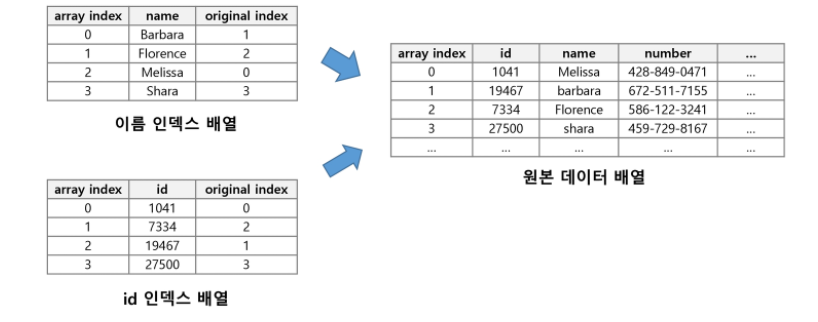 array index name original index
0 Barbara 1
1 Florence 2
2 Melissa 0
3 Shara 3
이름 인덱스 배열
array index id name number ...
0 1041 Melissa 428-849-0471 ...
1 19467 barbara 672-511-7155 ...
2 7334 Florence 586-122-3241 ...
3 27500 shara 459-729-8167 ...
... ... ... ... ...
원본 데이터 배열
array index id original index
0 1041 0
1 7334 2
2 19467 1
3 27500 3
id 인덱스 배열